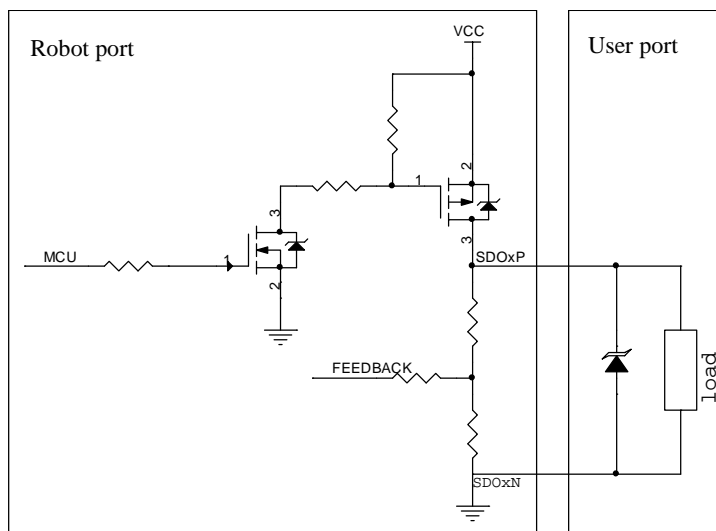 Robot port
User port
VCC
1
2
3
3
1
2
MCU
SDOxP
FEEDBACK
SDOxN
load